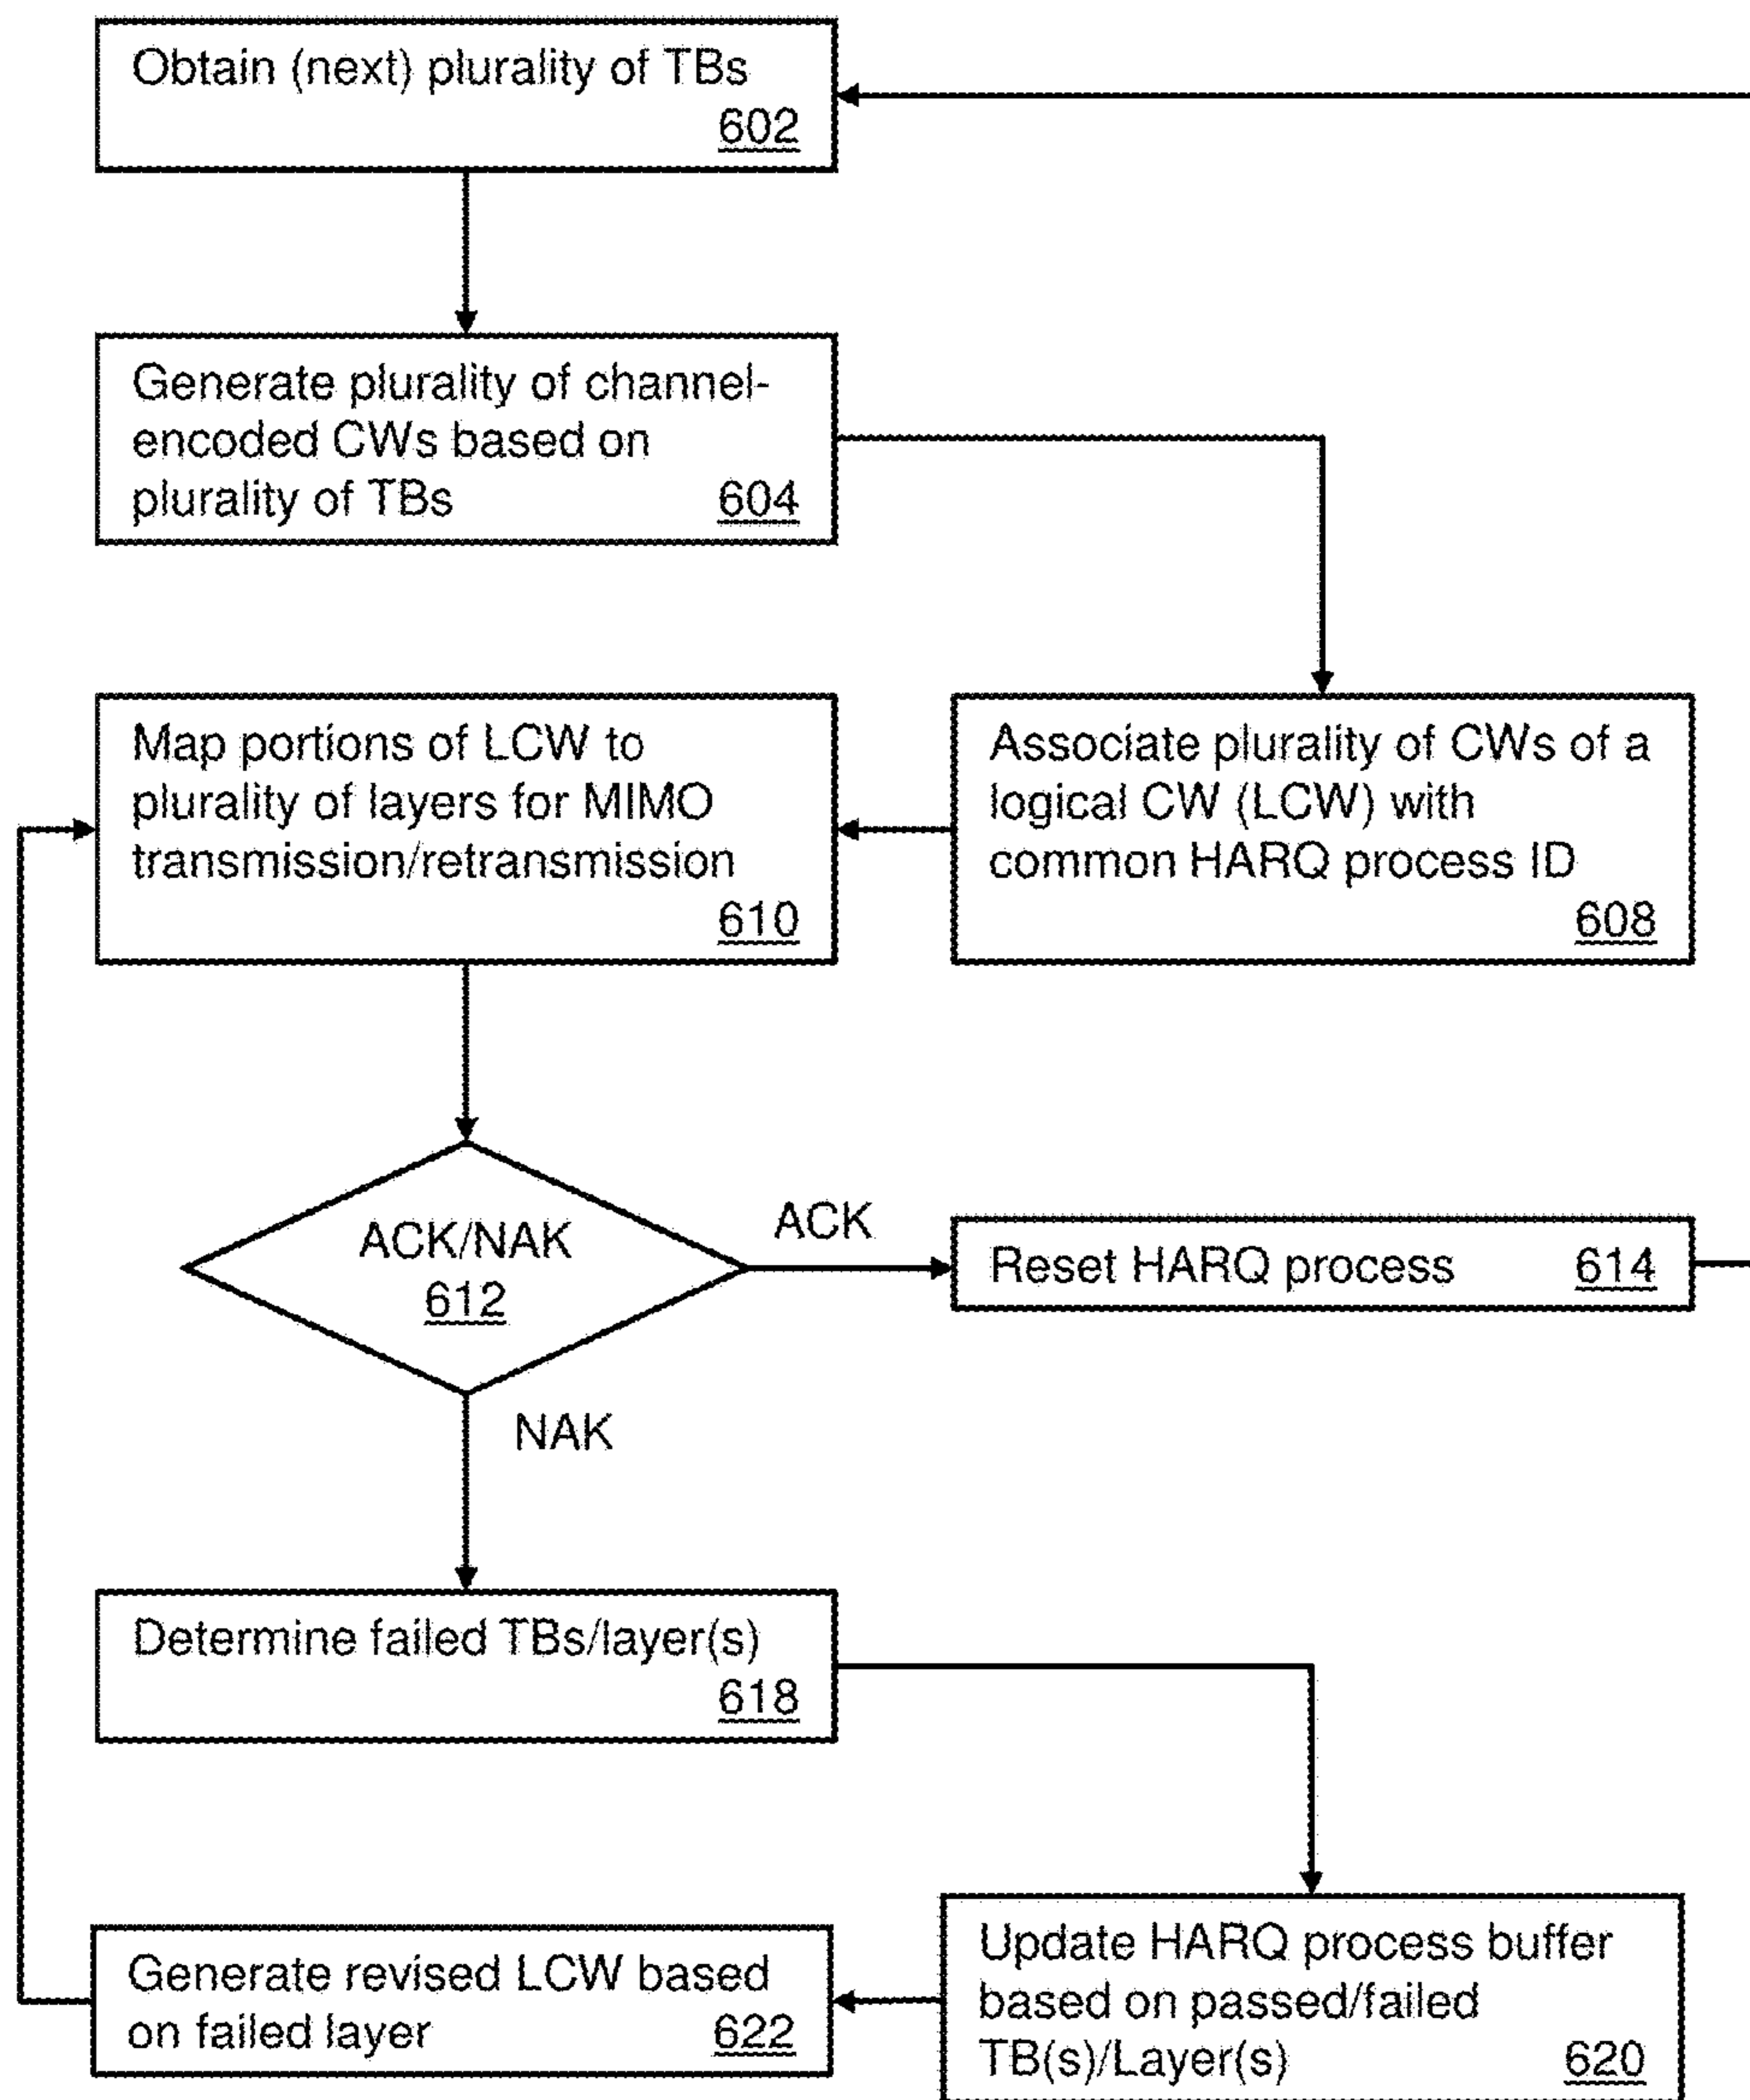 Obtain (next) plurality of TBs
602
Generate plurality of channel-
encoded CWs based on
plurality of TBs 604
Map portions of LCW to
plurality of layers for MIMO
transmission/retransmission
610
Associate plurality of CWs of a
logical CW (LCW) with
common HARQ process ID
608
ACK/NAK
612
ACK
Reset HARQ process 614
NAK
Determine failed TBs/layer(s)
618
Generate revised LCW based
on failed layer 622
Update HARQ process buffer
based on passed/failed
TB(s)/Layer(s) 620